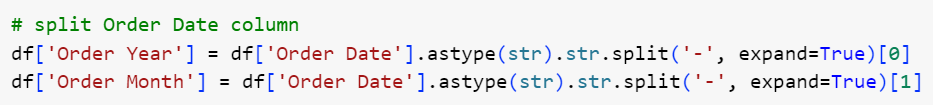 # split Order Date column
df['Order Year'] = df['Order Date'].astype(str).str.split('-', expand=True)[0]
df['Order Month'] = df['Order Date'].astype(str).str.split('-', expand=True)[1]